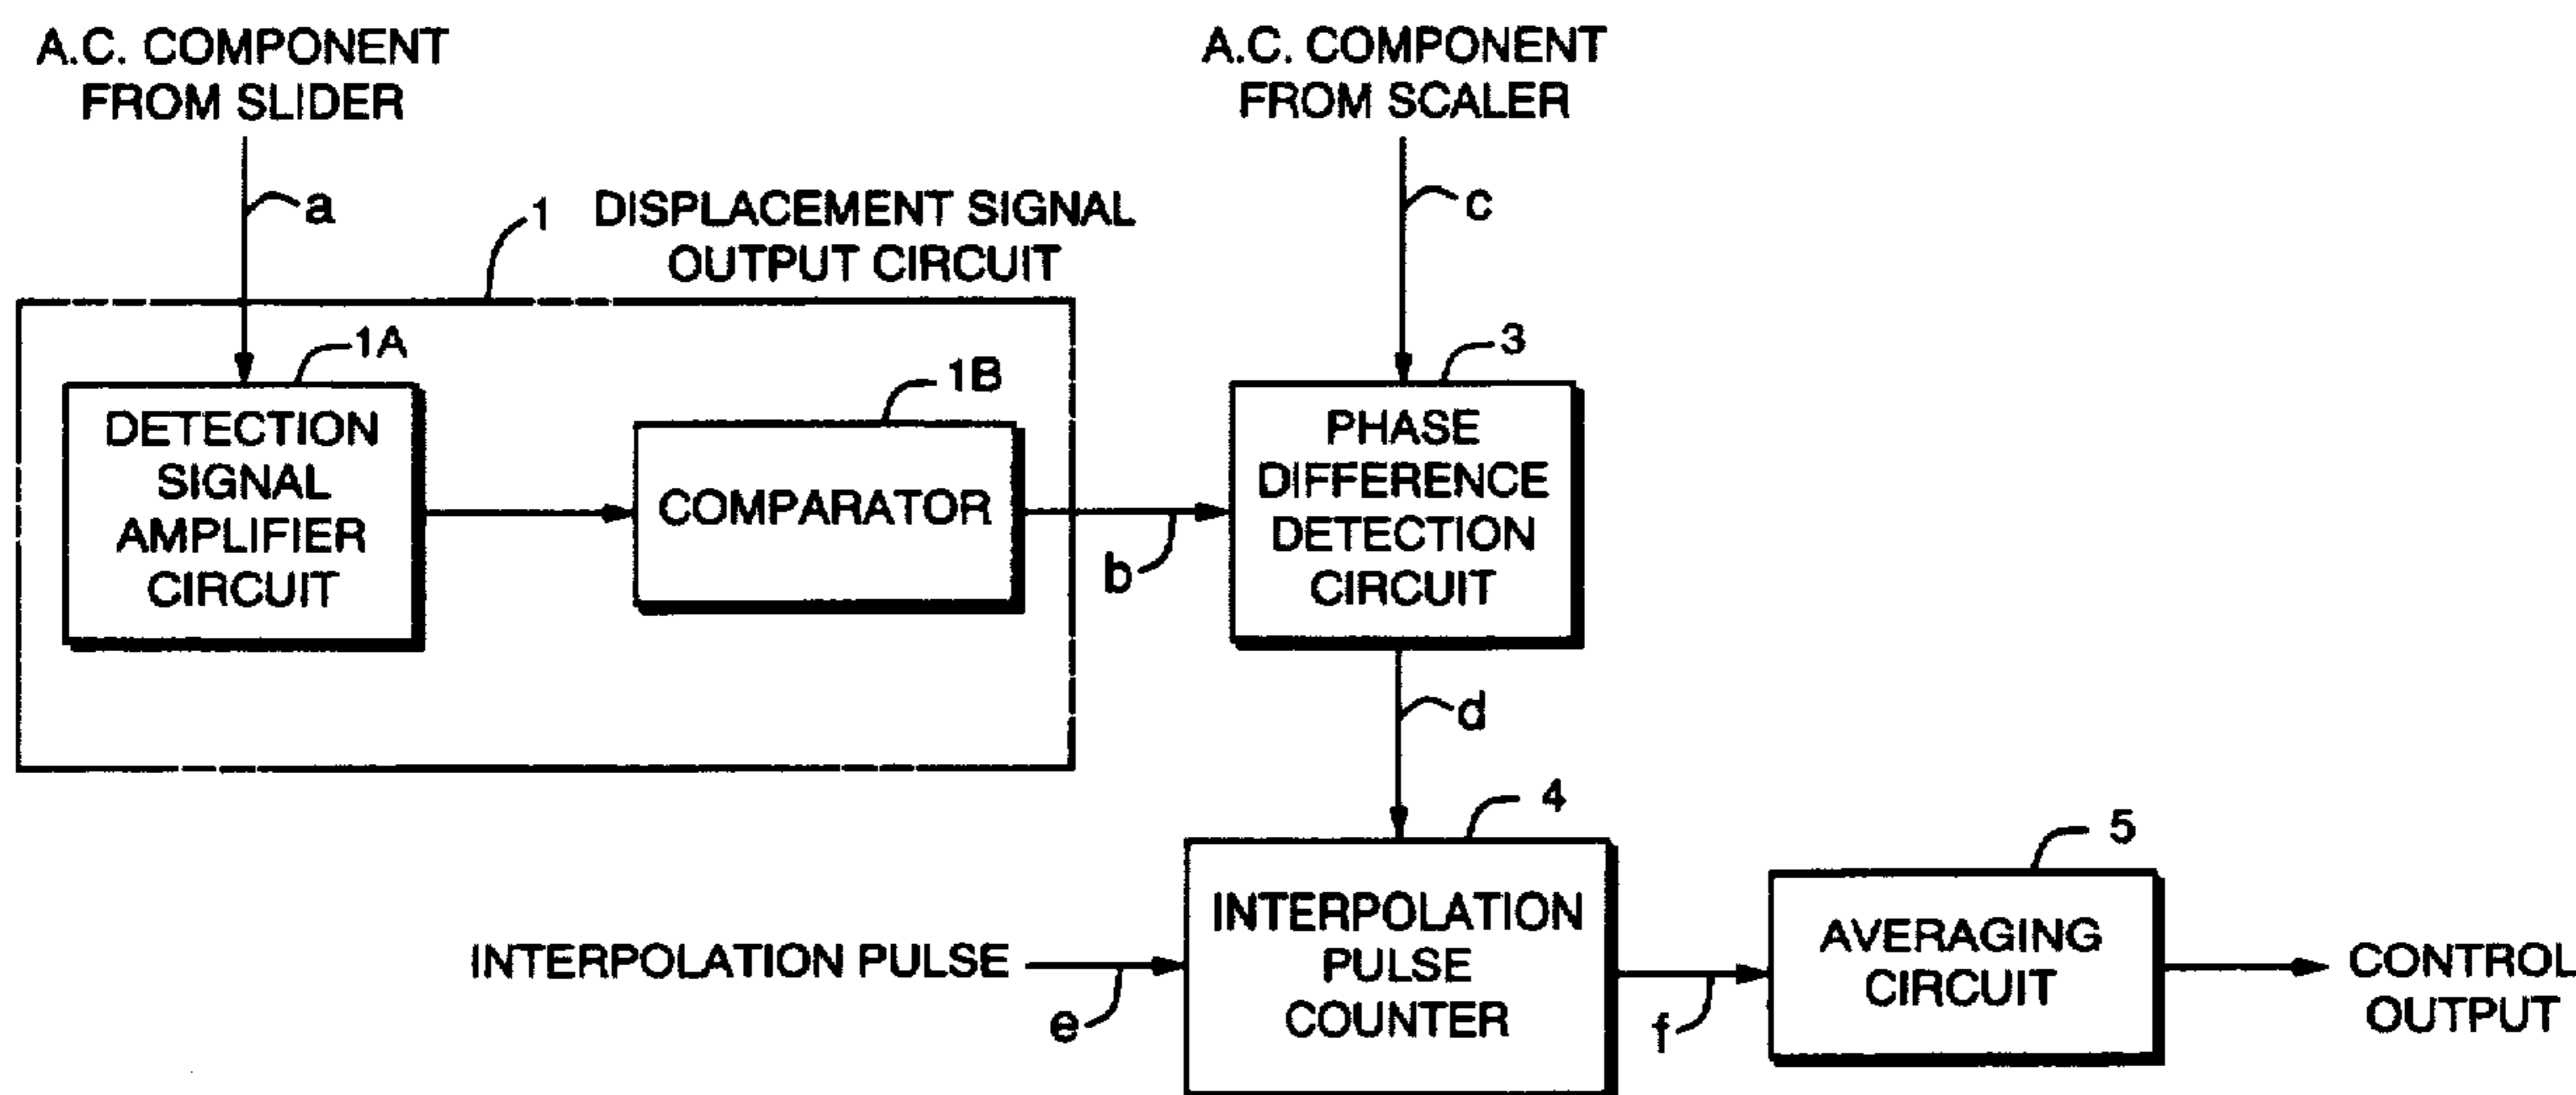 A.C. COMPONENT
FROM SLIDER
A.C. COMPONENT
FROM SCALER
a
c
1
DISPLACEMENT SIGNAL
OUTPUT CIRCUIT
1A
1B
3
DETECTION
SIGNAL
AMPLIFIER
CIRCUIT
COMPARATOR
b
PHASE
DIFFERENCE
DETECTION
CIRCUIT
d
4
5
INTERPOLATION PULSE
e
INTERPOLATION
PULSE
COUNTER
f
AVERAGING
CIRCUIT
CONTROL
OUTPUT